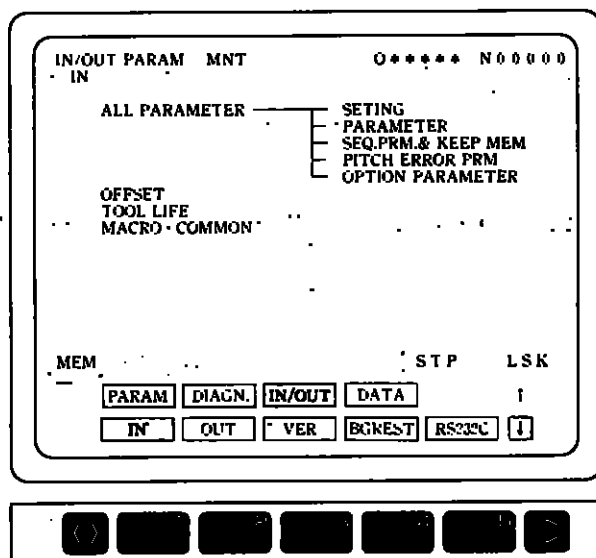 IN/OUT PARAM MNT O***** N00000
IN
ALL PARAMETER SETING
PARAMETER
SEQ.PRM.& KEEP MEM
PITCH ERROR PRM
OPTION PARAMETER
OFFSET
TOOL LIFE
MACRO · COMMON
MEM STP LSK
PARAM DIAGN. IN/OUT DATA ↑
IN OUT VER BGREST RS232C ↓